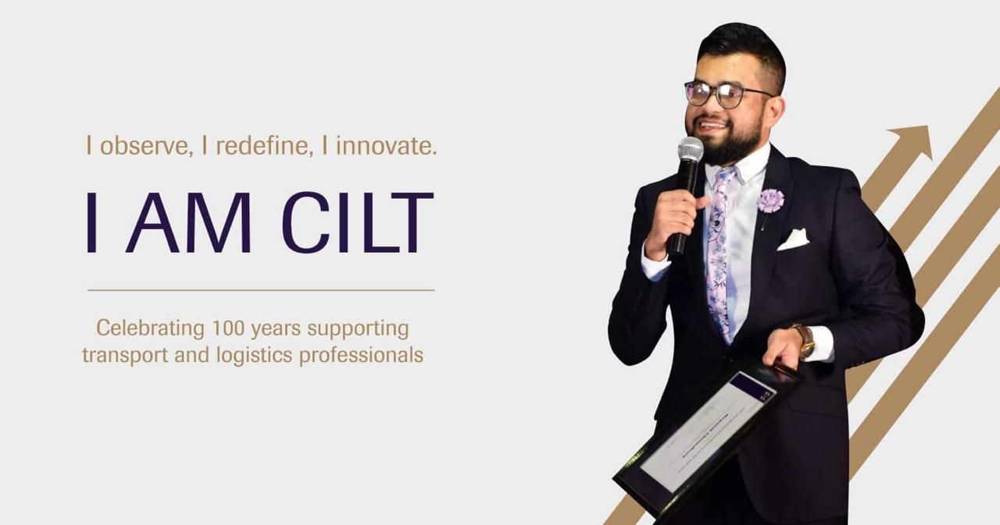 I observe, I redefine, I innovate.
I AM CILT
Celebrating 100 years supporting
transport and logistics professionals